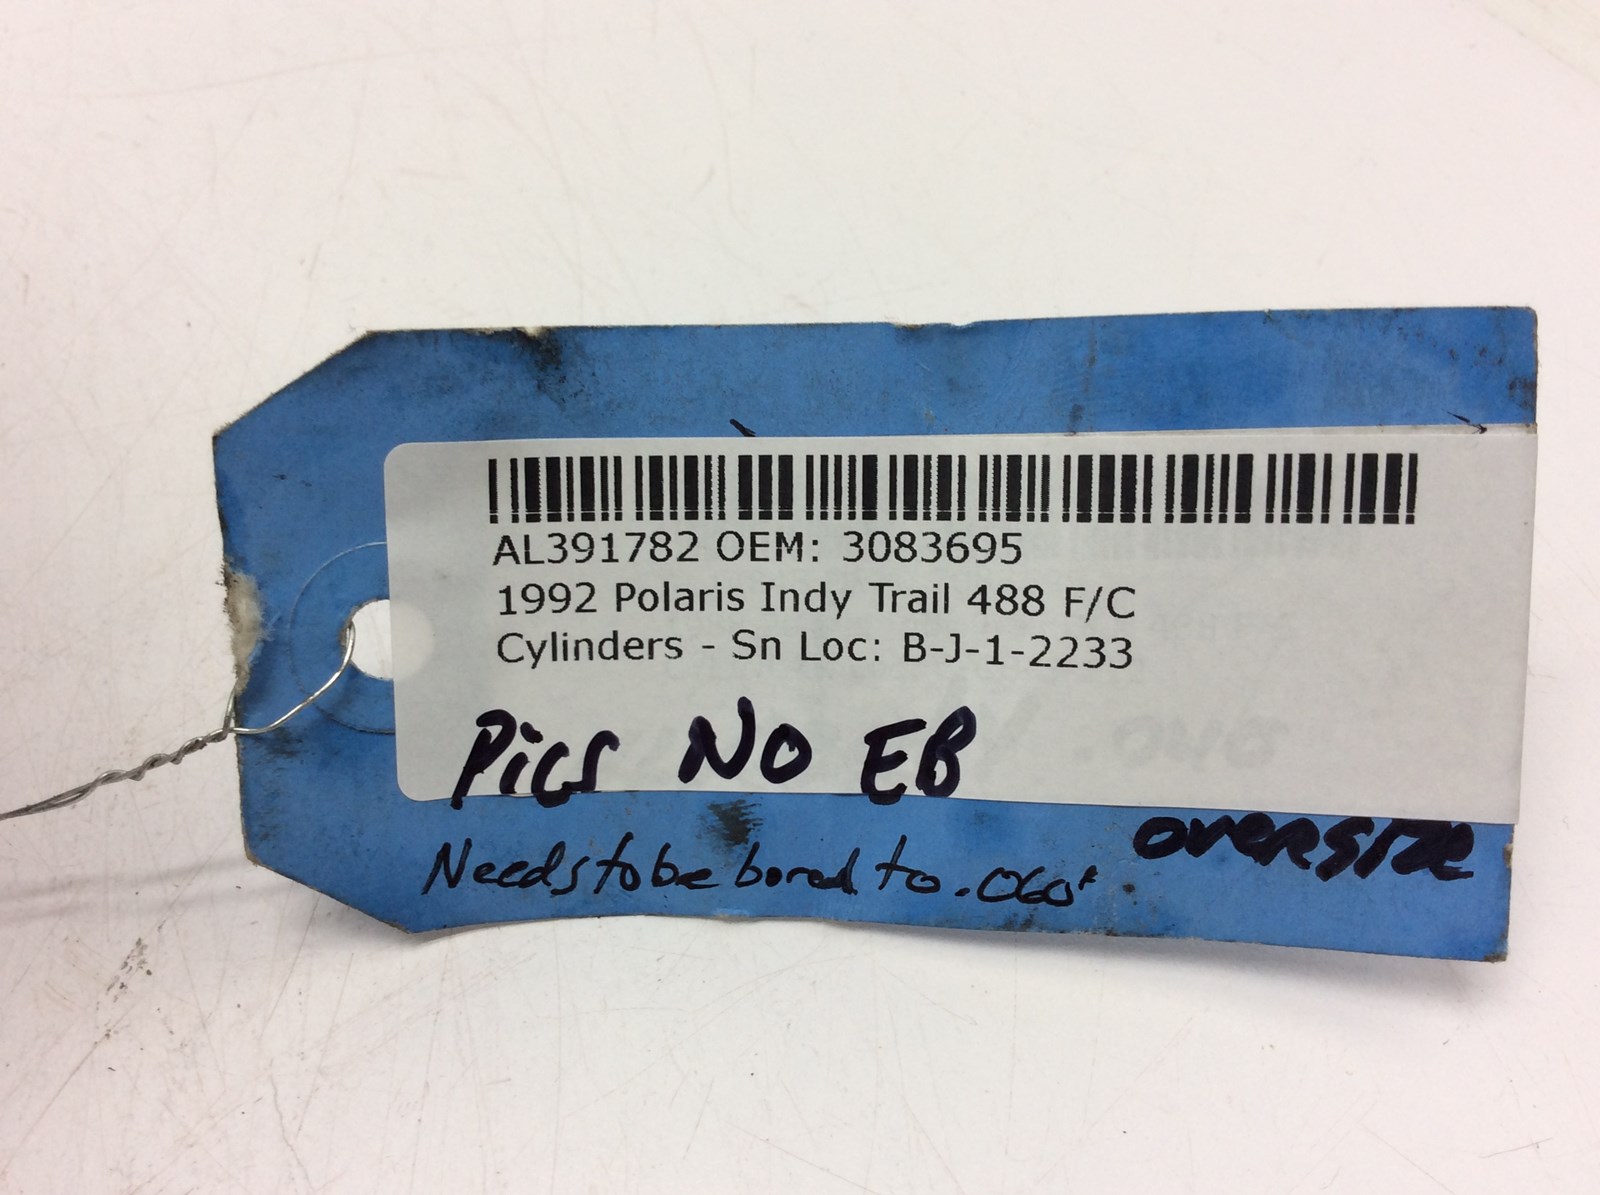 AL391782 OEM: 3083695
1992 Polaris Indy Trail 488 F/C
Cylinders - Sn Loc: B-J-1-2233
Pics NO EB
oversize
Needs to be bored to .060"